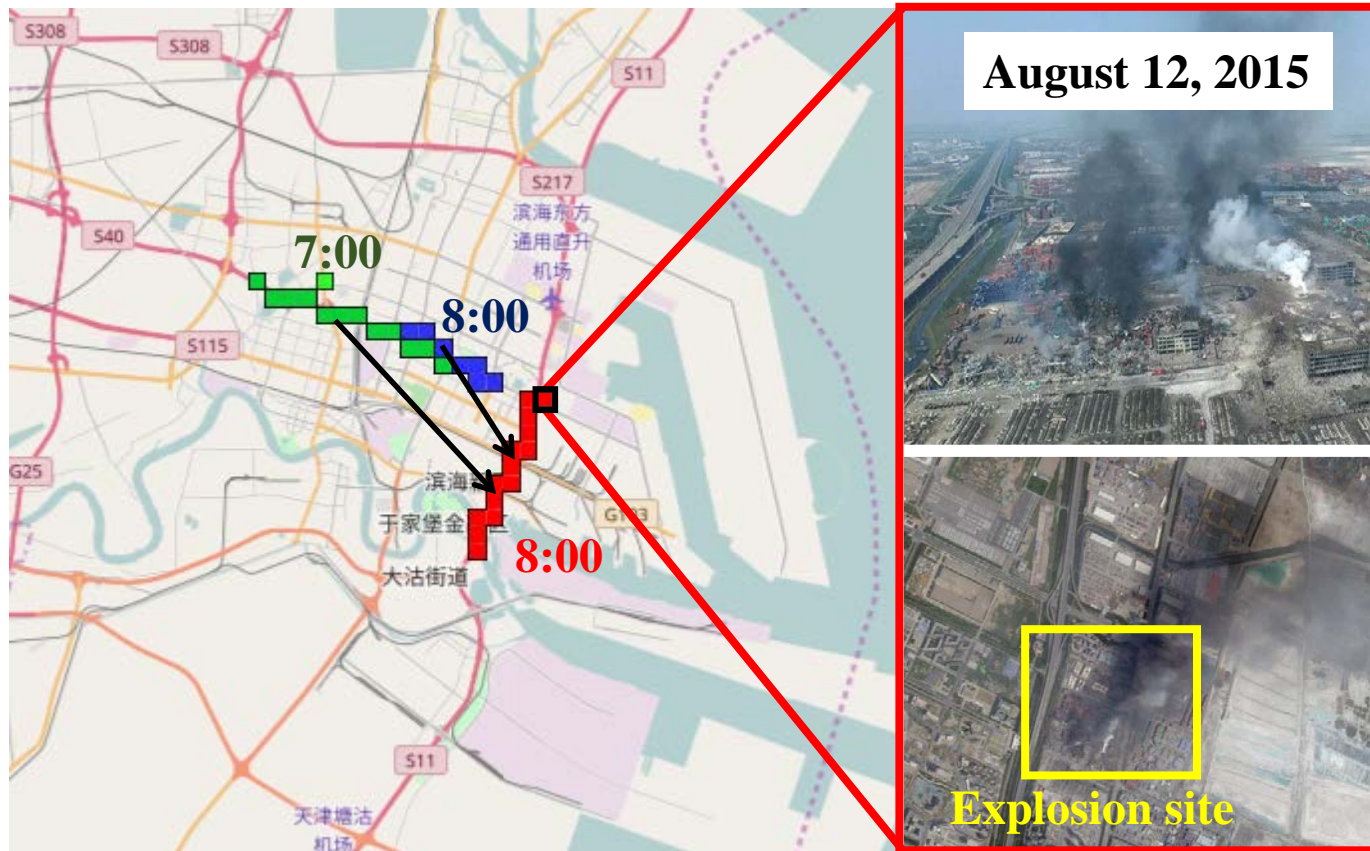 S308
S308
S11
August 12, 2015
S217
滨海东方
通用直升
机场
S40
7:00
8:00
S115
G25
滨海
于家堡金
区
G103
8:00
大沽街道
S11
天津塘沽
机场
Explosion site